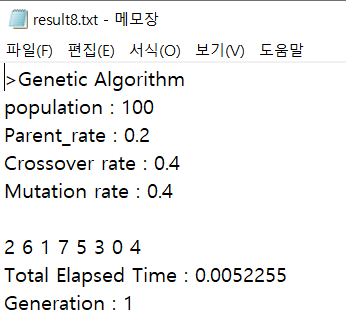 result8.txt - 메모장
파일(F) 편집(E) 서식(O) 보기(V) 도움말
>Genetic Algorithm
population : 100
Parent_rate : 0.2
Crossover rate : 0.4
Mutation rate : 0.4
2 6 1 7 5 3 0 4
Total Elapsed Time : 0.0052255
Generation : 1